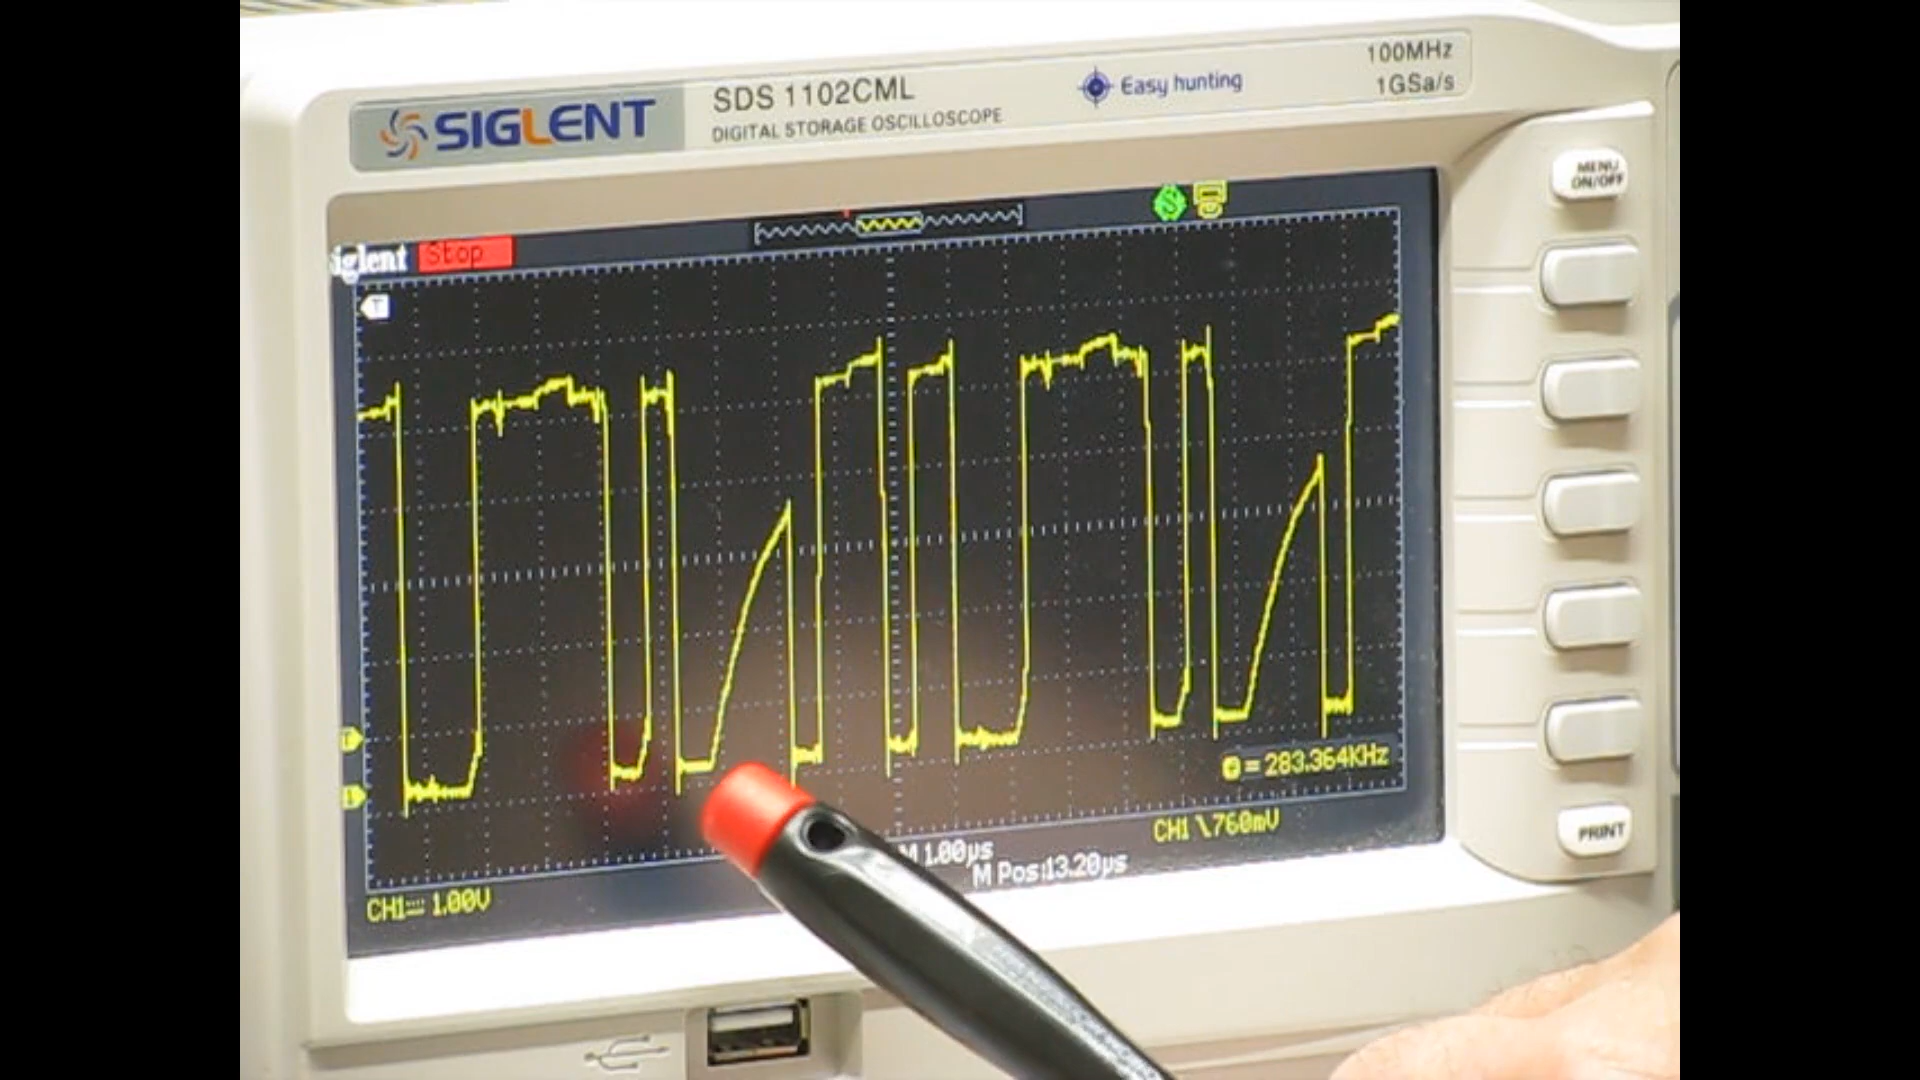 SIGLENT
SDS 1102CML
DIGITAL STORAGE OSCILLOSCOPE
Easy hunting
100MHz
1GSa/s
MENU
ON/OFF
iglent
Stop
T
= 283.364KHz
CH1 \ 760mV
M 1.00µs
M Pos:13.20µs
CH1 1.00V
PRINT